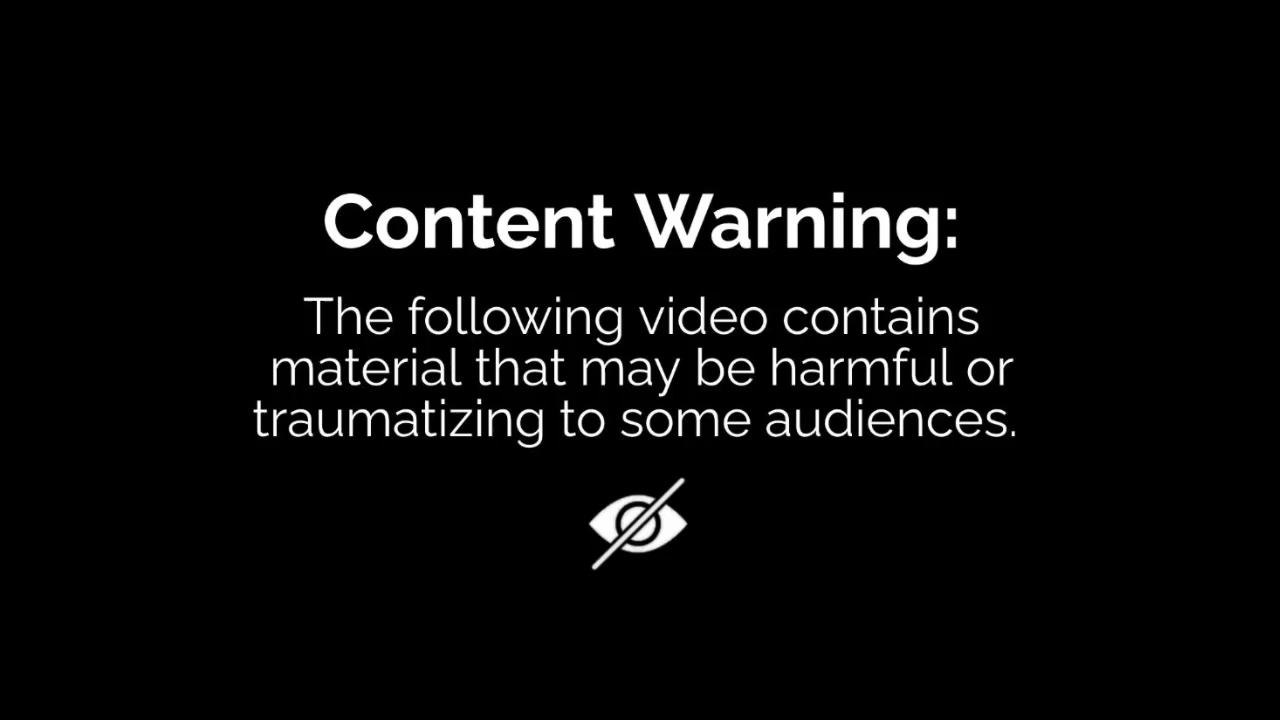 Content Warning:
The following video contains
material that may be harmful or
traumatizing to some audiences.